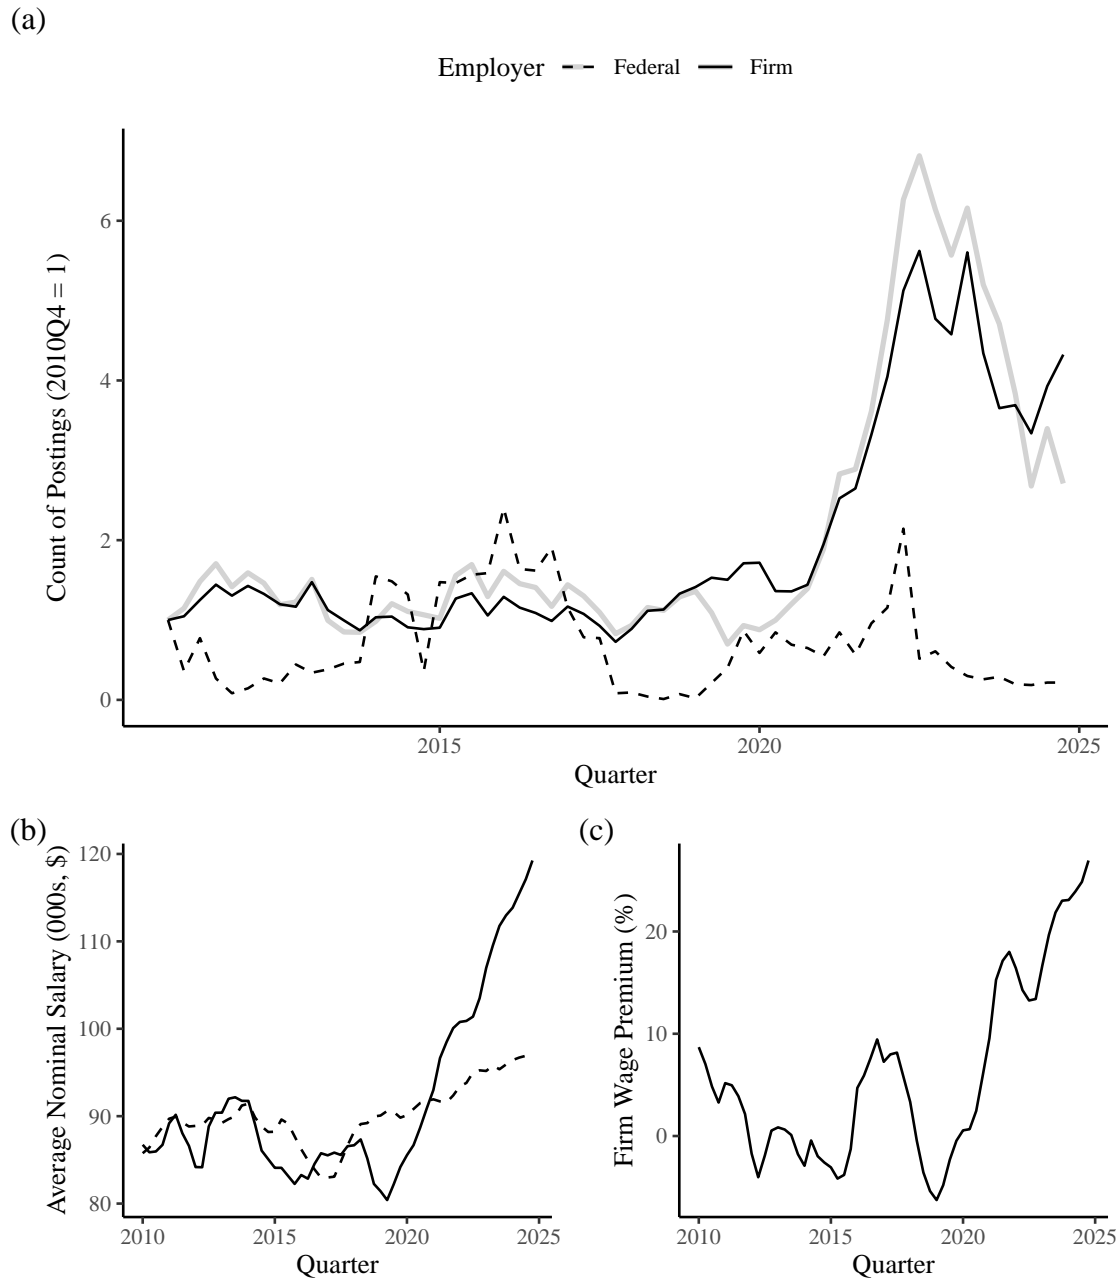 (a)
Employer Federal Firm
Count of Postings (2010Q4 = 1)
6
4
2
0
2015 2020 2025
Quarter
(b)
Average Nominal Salary (000s, $)
120
110
100
90
80
2010 2015 2020 2025
Quarter
(c)
Firm Wage Premium (%)
20
10
0
2010 2015 2020 2025
Quarter